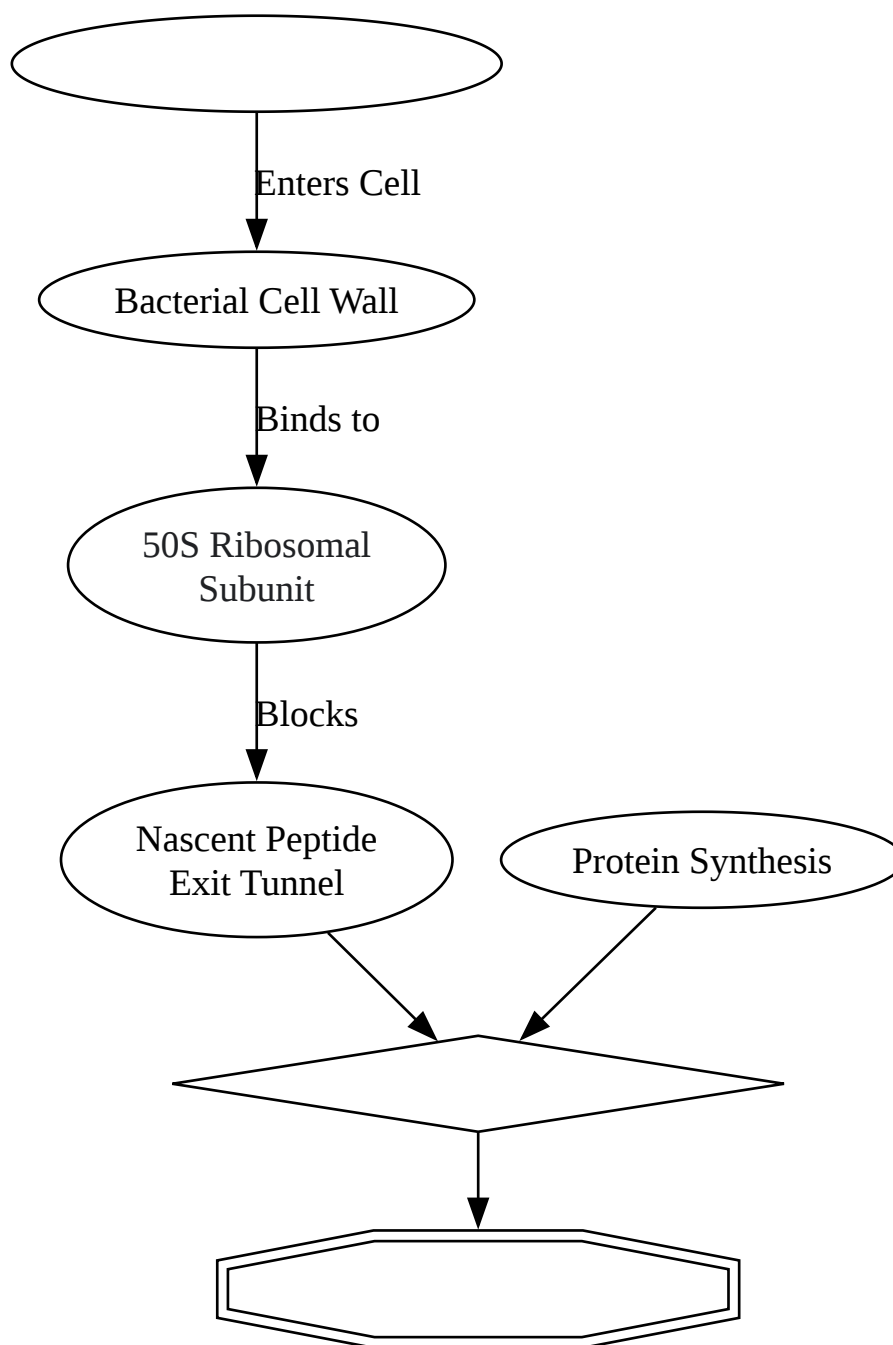 Enters Cell
Bacterial Cell Wall
Binds to
50S Ribosomal
Subunit
Blocks
Nascent Peptide
Exit Tunnel
Protein Synthesis